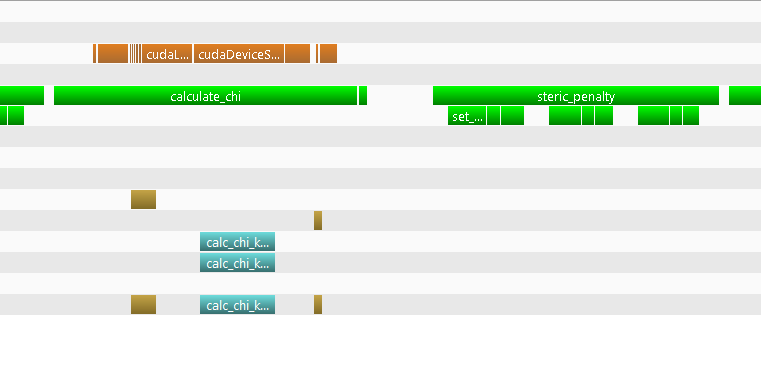 cudaL... cudaDeviceS...
calculate_chi steric_penalty
set_...
calc_chi_k...
calc_chi_k...
calc_chi_k...